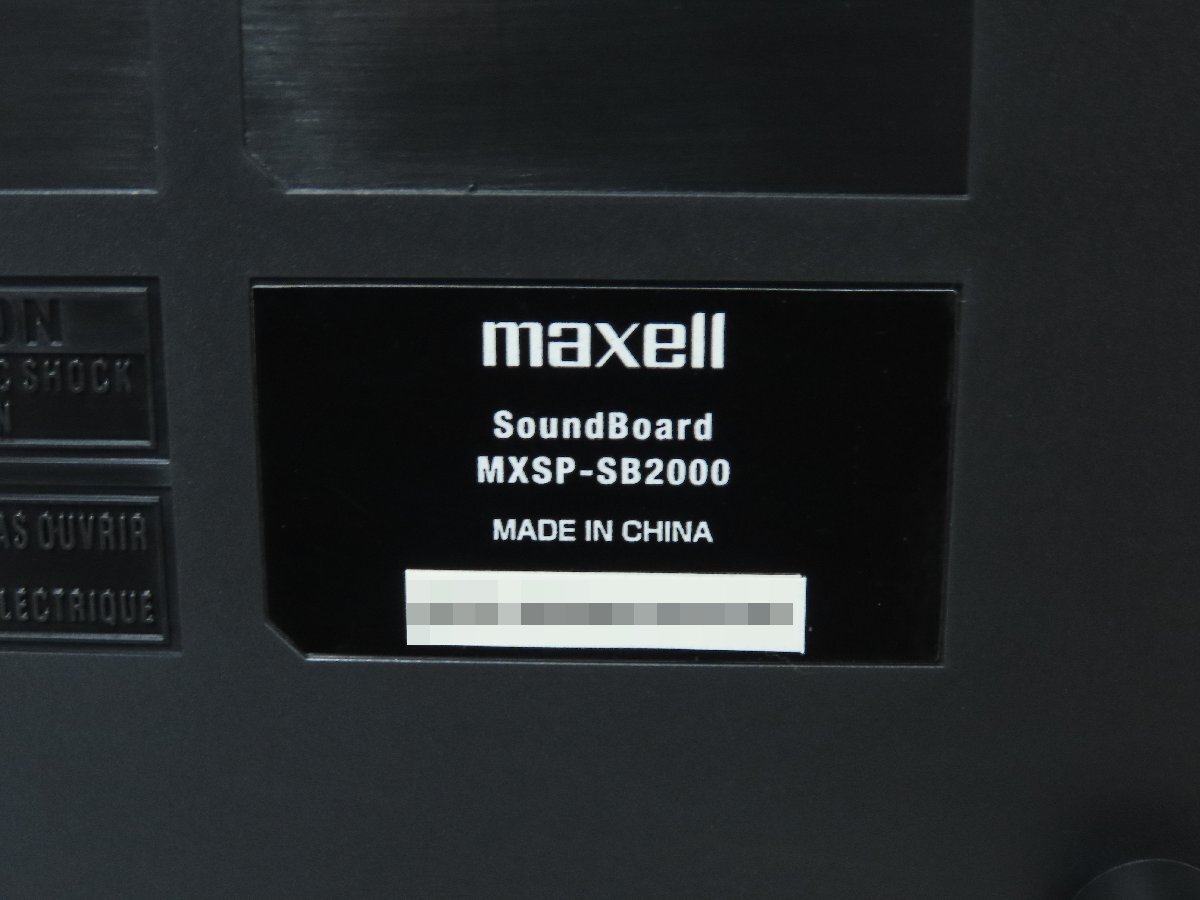 ON
C SHOCK
N
AS OUVRIR
LECTRIQUE
maxell
SoundBoard
MXSP-SB2000
MADE IN CHINA